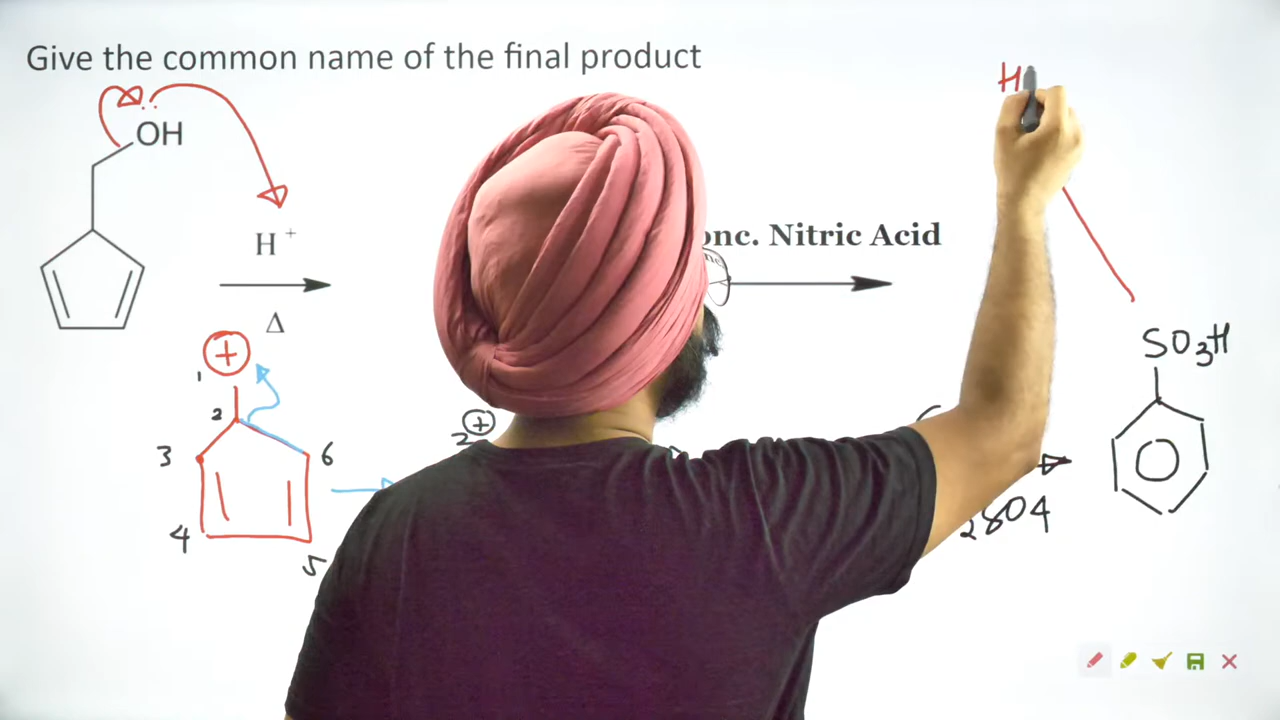 Give the common name of the final product
H
OH
H +
Δ
Nitric Acid
SO3H
+
1
2
3
6
4
5
+
2
2SO4